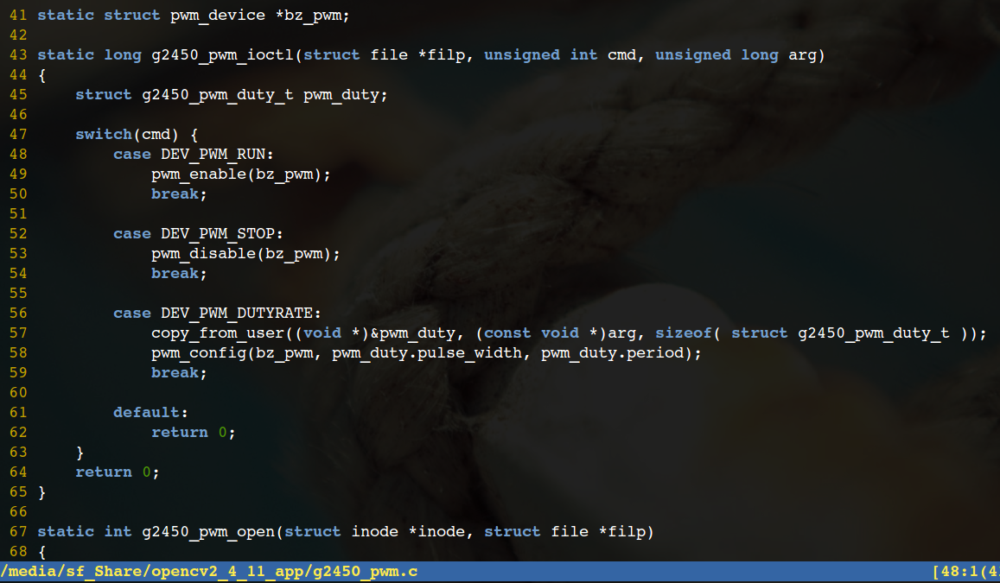 41 static struct pwm_device *bz_pwm;
42
43 static long g2450_pwm_ioctl(struct file *filp, unsigned int cmd, unsigned long arg)
44 {
45     struct g2450_pwm_duty_t pwm_duty;
46
47     switch(cmd) {
48         case DEV_PWM_RUN:
49             pwm_enable(bz_pwm);
50             break;
51
52         case DEV_PWM_STOP:
53             pwm_disable(bz_pwm);
54             break;
55
56         case DEV_PWM_DUTYRATE:
57             copy_from_user((void *)&pwm_duty, (const void *)arg, sizeof( struct g2450_pwm_duty_t ));
58             pwm_config(bz_pwm, pwm_duty.pulse_width, pwm_duty.period);
59             break;
60
61         default:
62             return 0;
63     }
64     return 0;
65 }
66
67 static int g2450_pwm_open(struct inode *inode, struct file *filp)
68 {
/media/sf_Share/opencv2_4_11_app/g2450_pwm.c [48:1(4